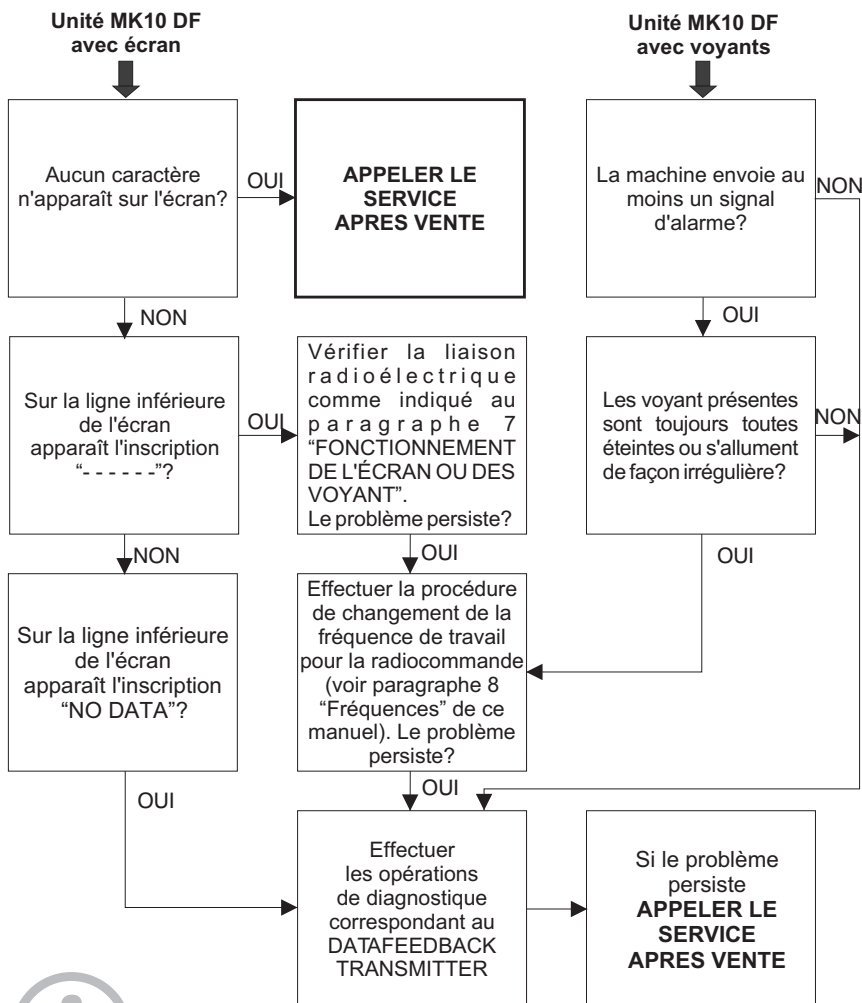 Unité MK10 DF
avec écran
Unité MK10 DF
avec voyants
Aucun caractère
n'apparaît sur l'écran?
OUI
APPELER LE
SERVICE
APRES VENTE
La machine envoie au
moins un signal
d'alarme?
NON
NON
OUI
Sur la ligne inférieure
de l'écran
apparaît l'inscription
“- - - - - -”?
OUI
Vérifier la liaison
radioélectrique
comme indiqué au
paragraphe 7
“FONCTIONNEMENT
DE L'ÉCRAN OU DES
VOYANT”.
Le problème persiste?
Les voyant présentes
sont toujours toutes
éteintes ou s'allument
de façon irrégulière?
NON
NON
OUI
OUI
Sur la ligne inférieure
de l'écran
apparaît l'inscription
“NO DATA”?
Effectuer la procédure
de changement de la
fréquence de travail
pour la radiocommande
(voir paragraphe 8
“Fréquences” de ce
manuel). Le problème
persiste?
OUI
OUI
Effectuer
les opérations
de diagnostique
correspondant au
DATAFEEDBACK
TRANSMITTER
Si le problème
persiste
APPELER LE
SERVICE
APRES VENTE